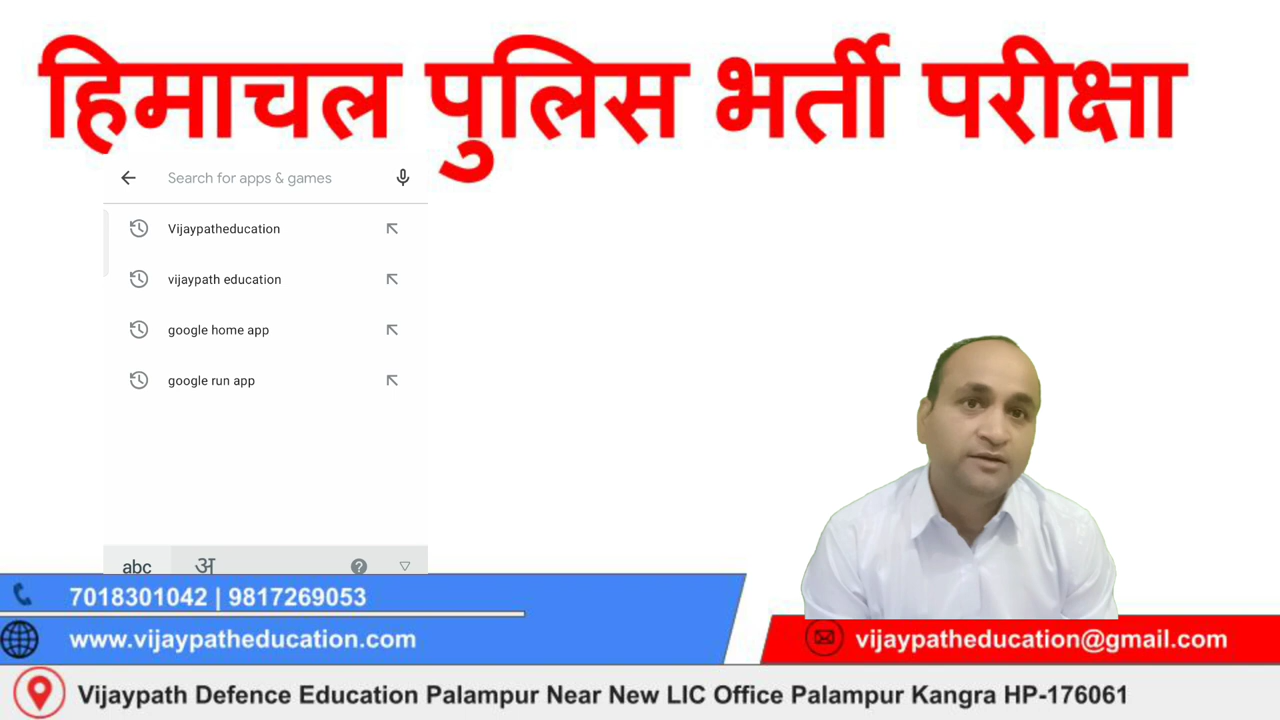 हिमाचल पुलिस भर्ती परीक्षा
Search for apps & games
Vijaypatheducation
vijaypath education
google home app
google run app
abc अ
7018301042 | 9817269053
www.vijaypatheducation.com
vijaypatheducation@gmail.com
Vijaypath Defence Education Palampur Near New LIC Office Palampur Kangra HP-176061